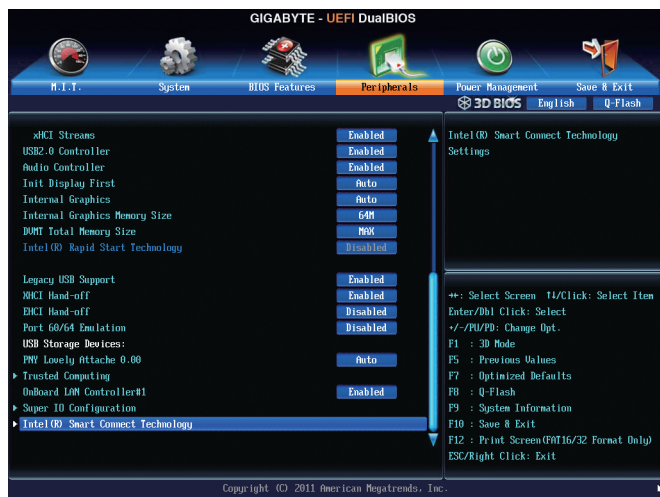 GIGABYTE - UEFI DualBIOS
M.I.T.
System
BIOS Features
Peripherals
Power Management
Save & Exit
3D BIOS
English
Q-Flash
xHCI Streams Enabled
USB2.0 Controller Enabled
Audio Controller Enabled
Init Display First Auto
Internal Graphics Auto
Internal Graphics Memory Size 64M
DVMT Total Memory Size MAX
Intel(R) Rapid Start Technology Disabled
Legacy USB Support Enabled
XHCI Hand-off Enabled
EHCI Hand-off Disabled
Port 60/64 Emulation Disabled
USB Storage Devices:
PNY Lovely Attache 0.00 Auto
Trusted Computing
OnBoard LAN Controller#1 Enabled
Super IO Configuration
Intel(R) Smart Connect Technology
Intel(R) Smart Connect Technology
Settings
↔: Select Screen ↑↓/Click: Select Item
Enter/Dbl Click: Select
+/-/PU/PD: Change Opt.
F1 : 3D Mode
F5 : Previous Values
F7 : Optimized Defaults
F8 : Q-Flash
F9 : System Information
F10 : Save & Exit
F12 : Print Screen(FAT16/32 Format Only)
ESC/Right Click: Exit
Copyright (C) 2011 American Megatrends, Inc.